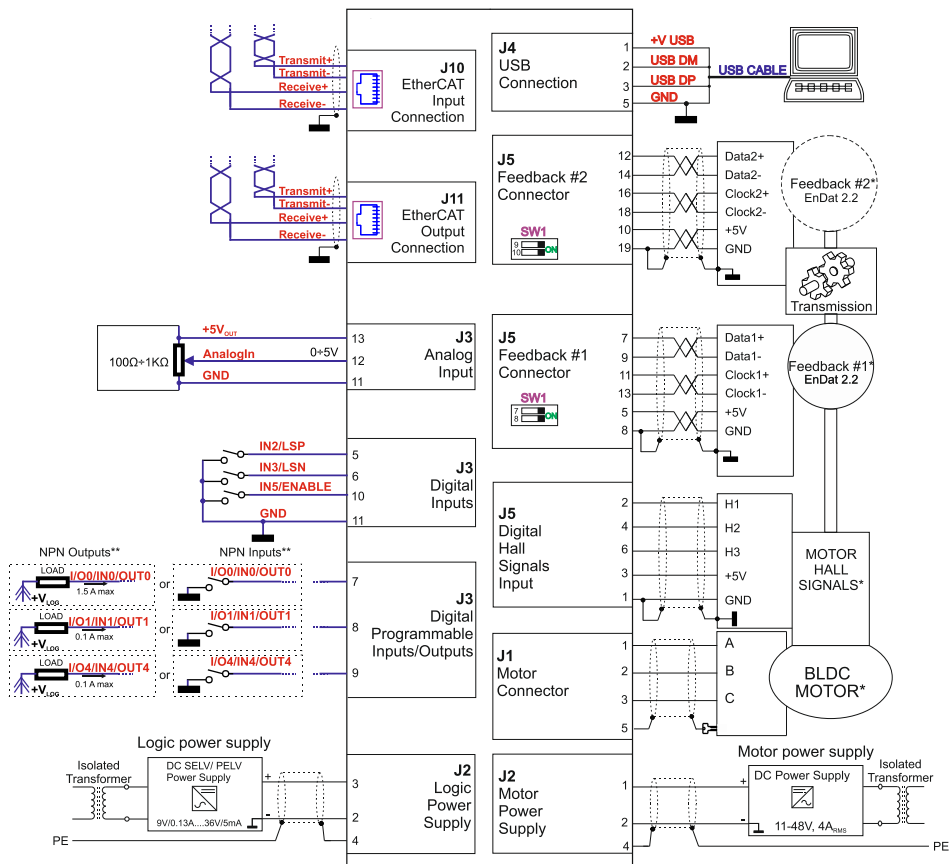 Transmit+
Transmit-
Receive+
Receive-
J10
EtherCAT
Input
Connection
Transmit+
Transmit-
Receive+
Receive-
J11
EtherCAT
Output
Connection
100Ω÷1KΩ
+5VOUT
AnalogIn
0÷5V
GND
13
12
11
J3
Analog
Input
IN2/LSP
IN3/LSN
IN5/ENABLE
GND
5
6
10
11
J3
Digital
Inputs
NPN Outputs**
NPN Inputs**
LOAD
I/O0/IN0/OUT0
1.5 A max
+VLOG
or
I/O0/IN0/OUT0
7
LOAD
I/O1/IN1/OUT1
0.1 A max
+VLOG
or
I/O1/IN1/OUT1
8
LOAD
I/O4/IN4/OUT4
0.1 A max
+VLOG
or
I/O4/IN4/OUT4
9
J3
Digital
Programmable
Inputs/Outputs
Logic power supply
Isolated
Transformer
DC SELV/ PELV
Power Supply
9V/0.13A....36V/5mA
+
-
PE
3
2
4
J2
Logic
Power
Supply
J4
USB
Connection
1
2
3
5
+V USB
USB DM
USB DP
GND
USB CABLE
J5
Feedback #2
Connector
SW1
9
10
ON
12
14
16
18
10
19
Data2+
Data2-
Clock2+
Clock2-
+5V
GND
Feedback #2*
EnDat 2.2
Transmission
J5
Feedback #1
Connector
SW1
7
8
ON
7
9
11
13
5
8
Data1+
Data1-
Clock1+
Clock1-
+5V
GND
Feedback #1*
EnDat 2.2
J5
Digital
Hall
Signals
Input
2
4
6
3
1
H1
H2
H3
+5V
GND
MOTOR
HALL
SIGNALS*
J1
Motor
Connector
1
2
3
5
A
B
C
BLDC
MOTOR*
J2
Motor
Power
Supply
1
2
4
+
-
Motor power supply
DC Power Supply
11-48V, 4ARMS
Isolated
Transformer
PE